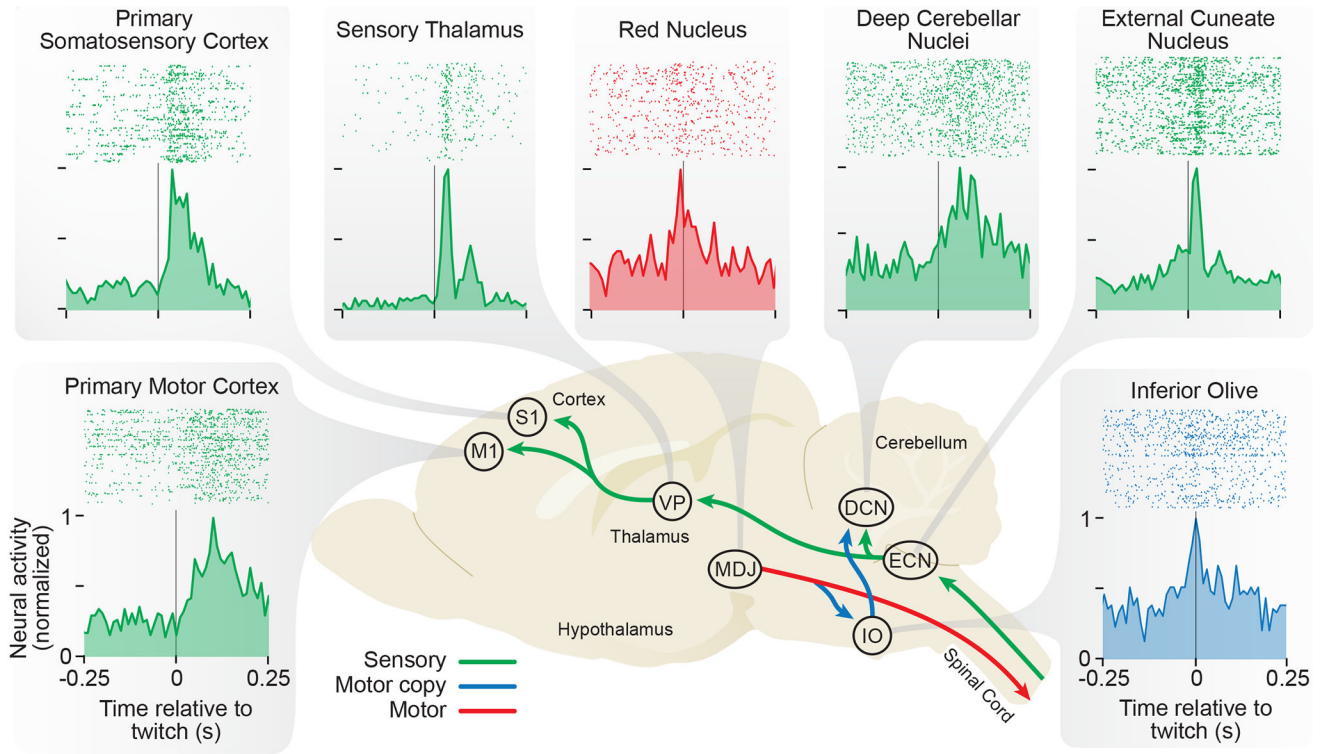 Primary
Somatosensory Cortex
Sensory Thalamus
Red Nucleus
Deep Cerebellar
Nuclei
External Cuneate
Nucleus
Primary Motor Cortex
Neural activity
(normalized)
1
0
-0.25
0
0.25
Time relative to
twitch (s)
S1
Cortex
M1
VP
Thalamus
MDJ
Hypothalamus
Cerebellum
DCN
ECN
IO
Spinal Cord
Sensory
Motor copy
Motor
Inferior Olive
1
0
-0.25
0
0.25
Time relative to
twitch (s)